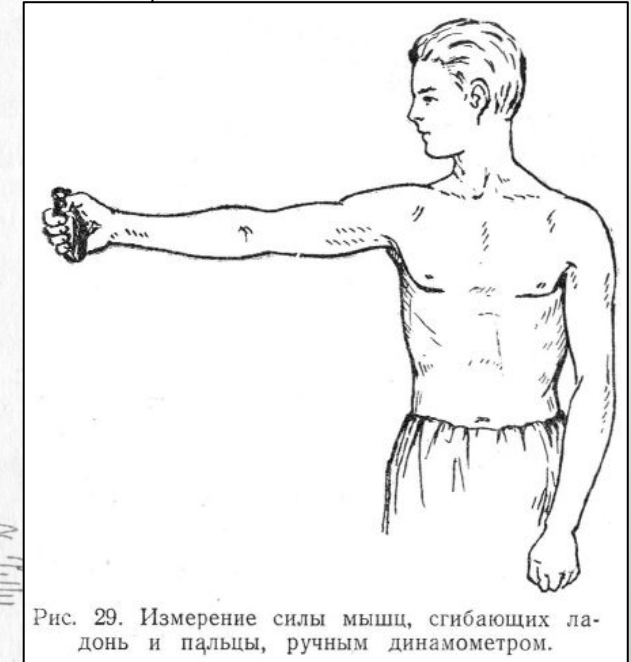 Рис. 29. Измерение силы мышц, сгибающих ла-
донь и пальцы, ручным динамометром.